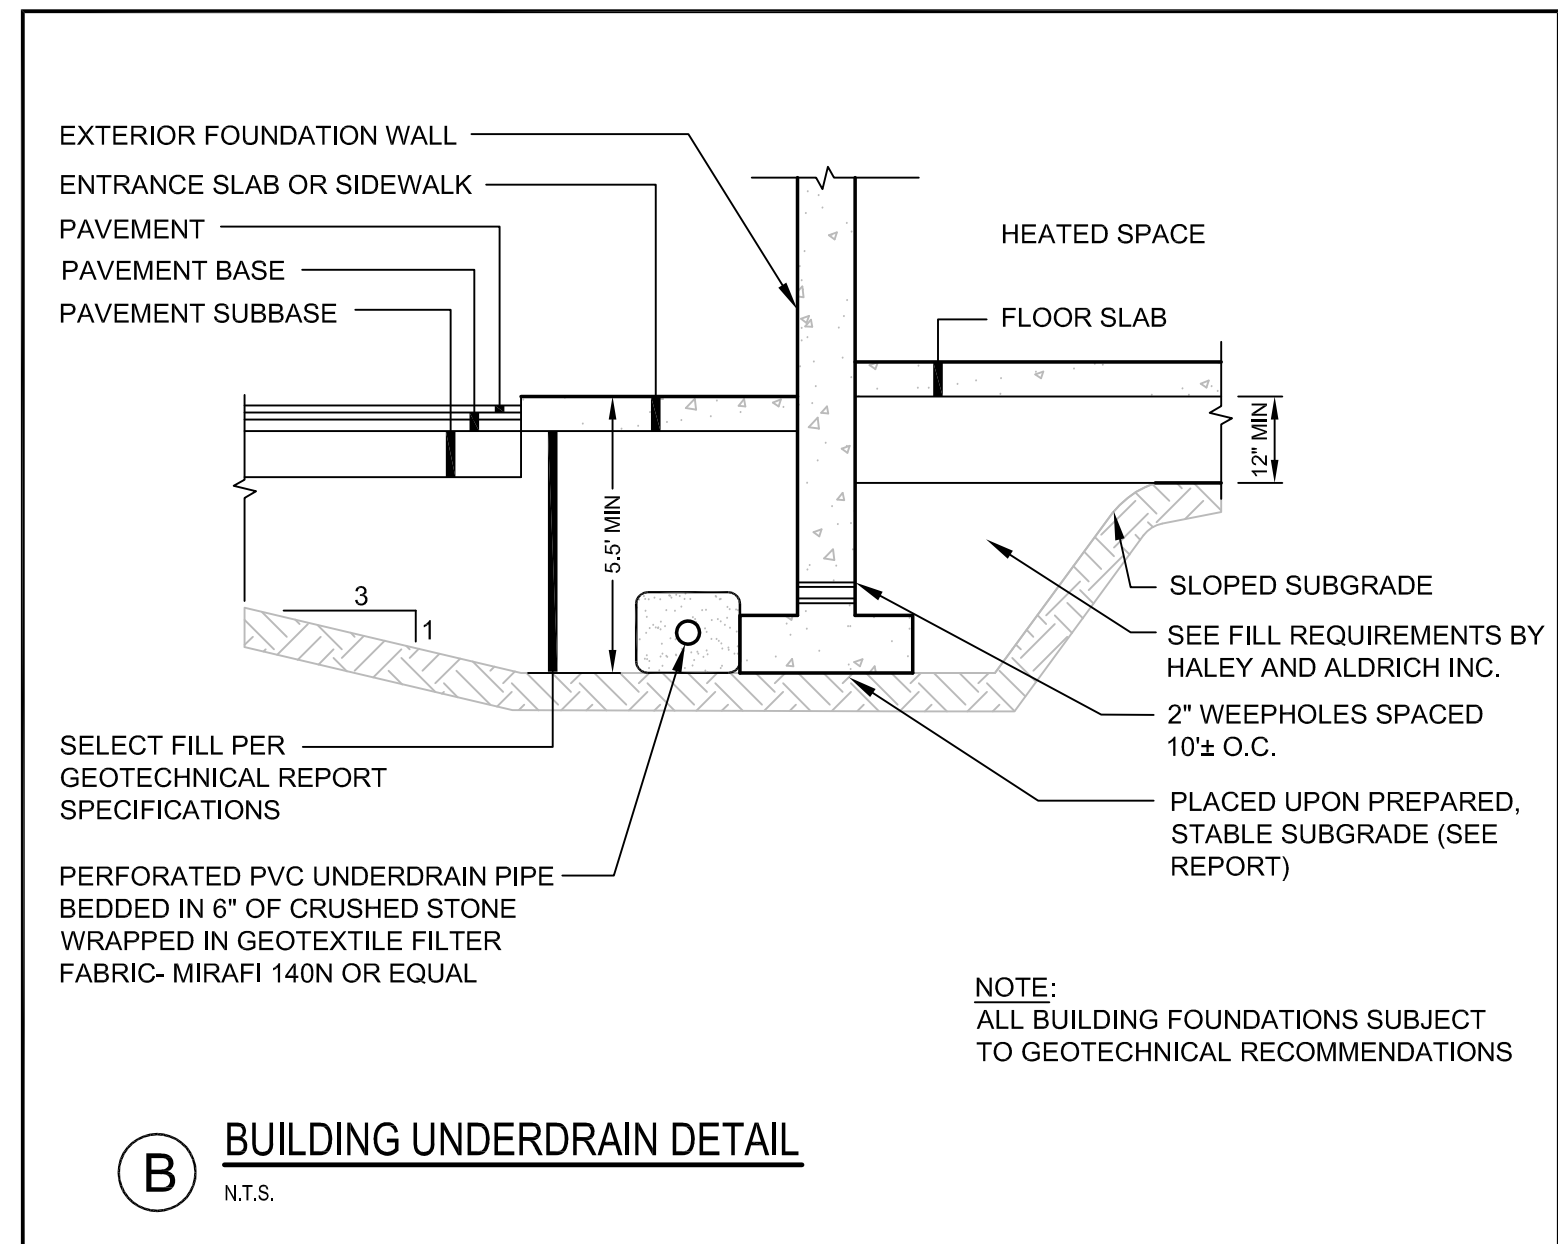 EXTERIOR FOUNDATION WALL
ENTRANCE SLAB OR SIDEWALK
PAVEMENT
PAVEMENT BASE
PAVEMENT SUBBASE
HEATED SPACE
FLOOR SLAB
12" MIN
5.5' MIN
3
1
SLOPED SUBGRADE
SEE FILL REQUIREMENTS BY
HALEY AND ALDRICH INC.
2" WEEPHOLES SPACED
10'± O.C.
PLACED UPON PREPARED,
STABLE SUBGRADE (SEE
REPORT)
SELECT FILL PER
GEOTECHNICAL REPORT
SPECIFICATIONS
PERFORATED PVC UNDERDRAIN PIPE
BEDDED IN 6" OF CRUSHED STONE
WRAPPED IN GEOTEXTILE FILTER
FABRIC- MIRAFI 140N OR EQUAL
NOTE:
ALL BUILDING FOUNDATIONS SUBJECT
TO GEOTECHNICAL RECOMMENDATIONS
B
BUILDING UNDERDRAIN DETAIL
N.T.S.